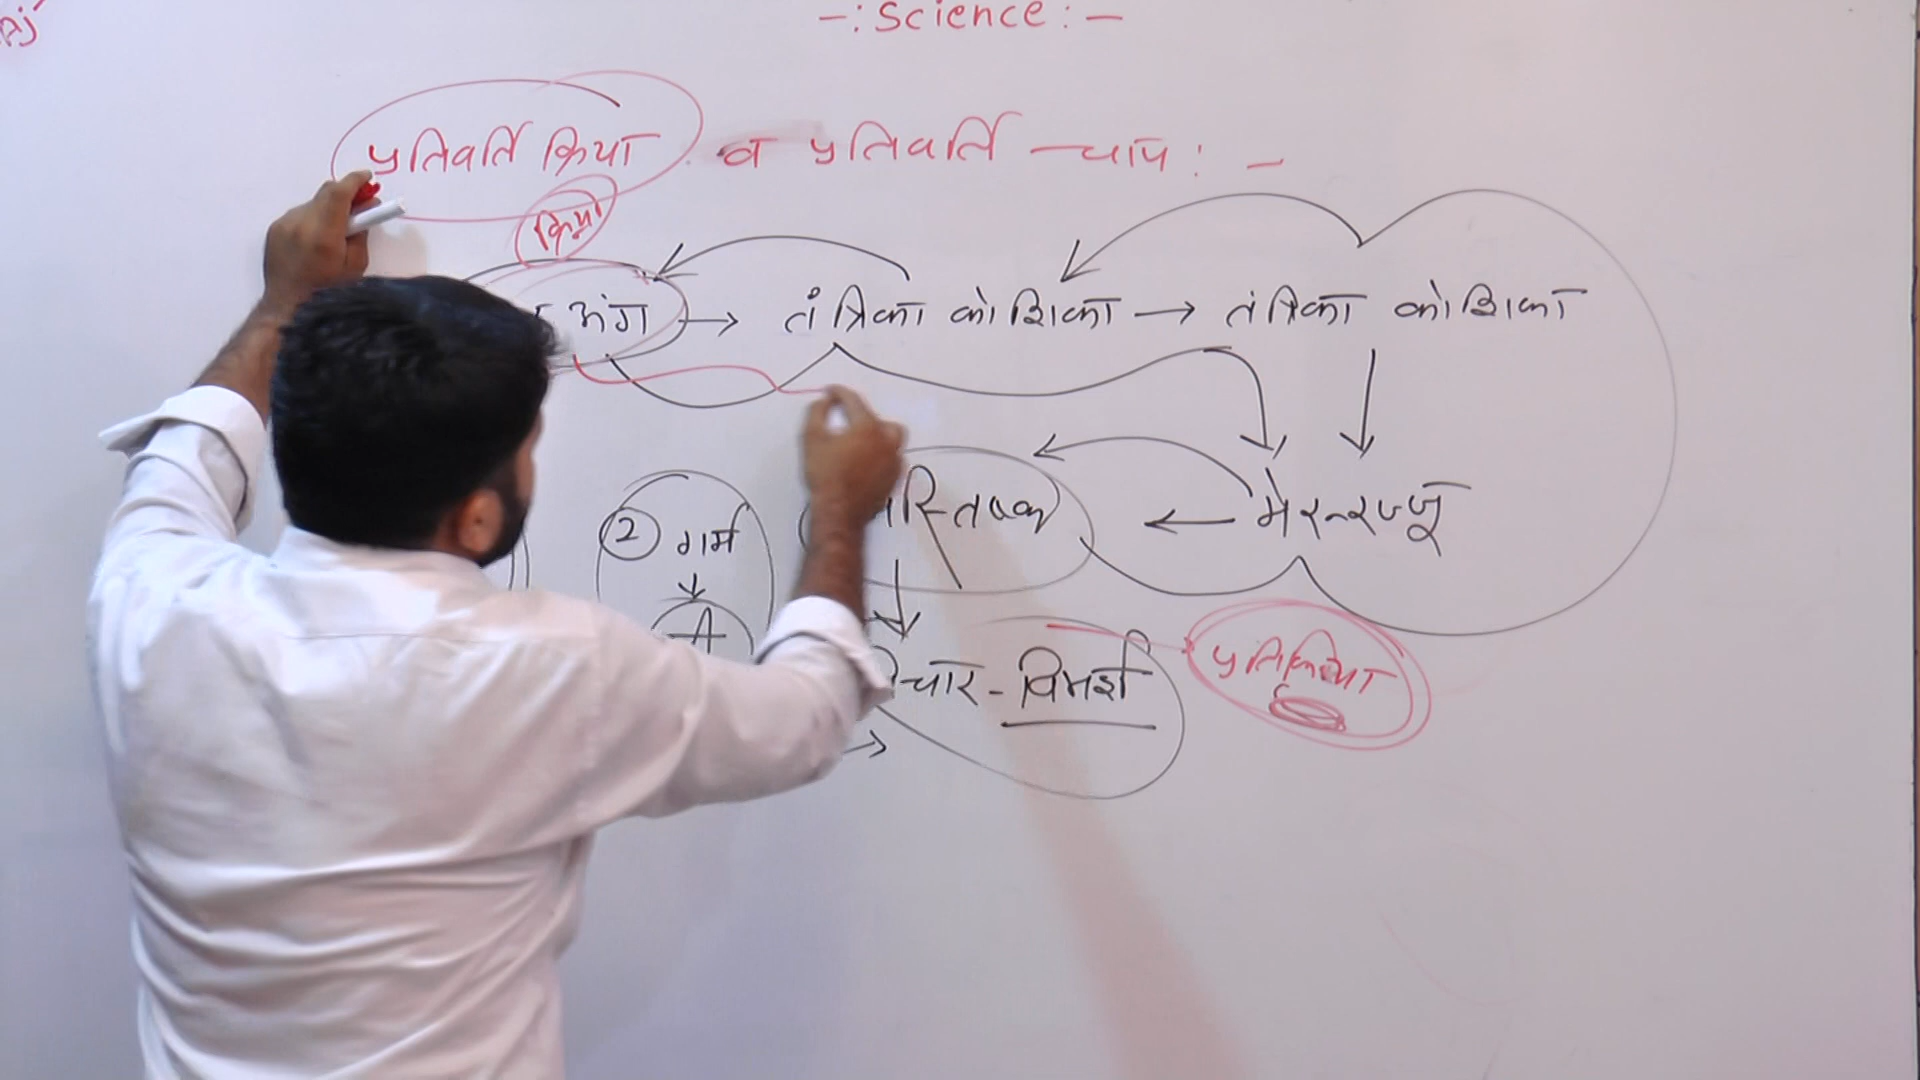 -: Science : -
प्रतिवर्ति क्रिया व प्रतिवर्ति चाप : -
क्रिया
अंग → तंत्रिका कोशिका → तंत्रिका कोशिका
② गर्म
मेरूरज्जू
विमर्श
प्रतिक्रिया